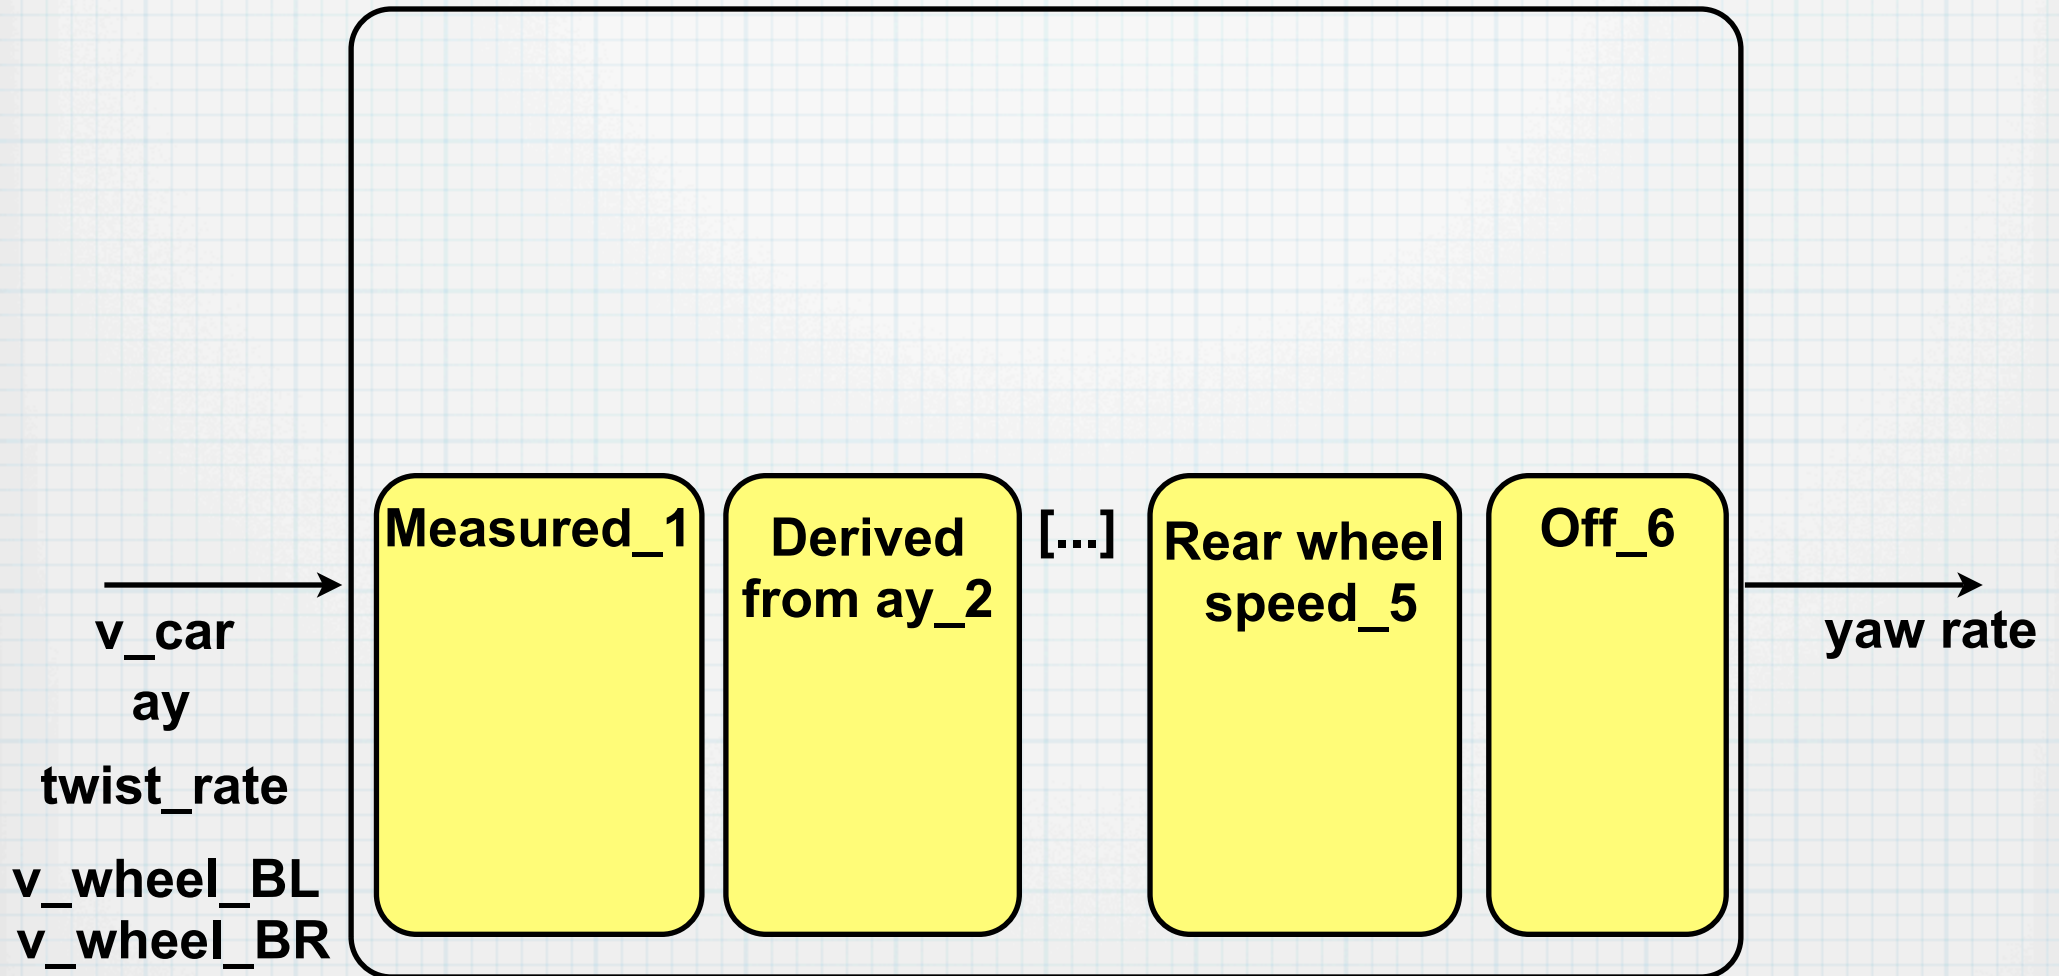 v_car
ay
twist_rate
v_wheel_BL
v_wheel_BR
Measured_1
Derived
from ay_2
[...]
Rear wheel
speed_5
Off_6
yaw rate